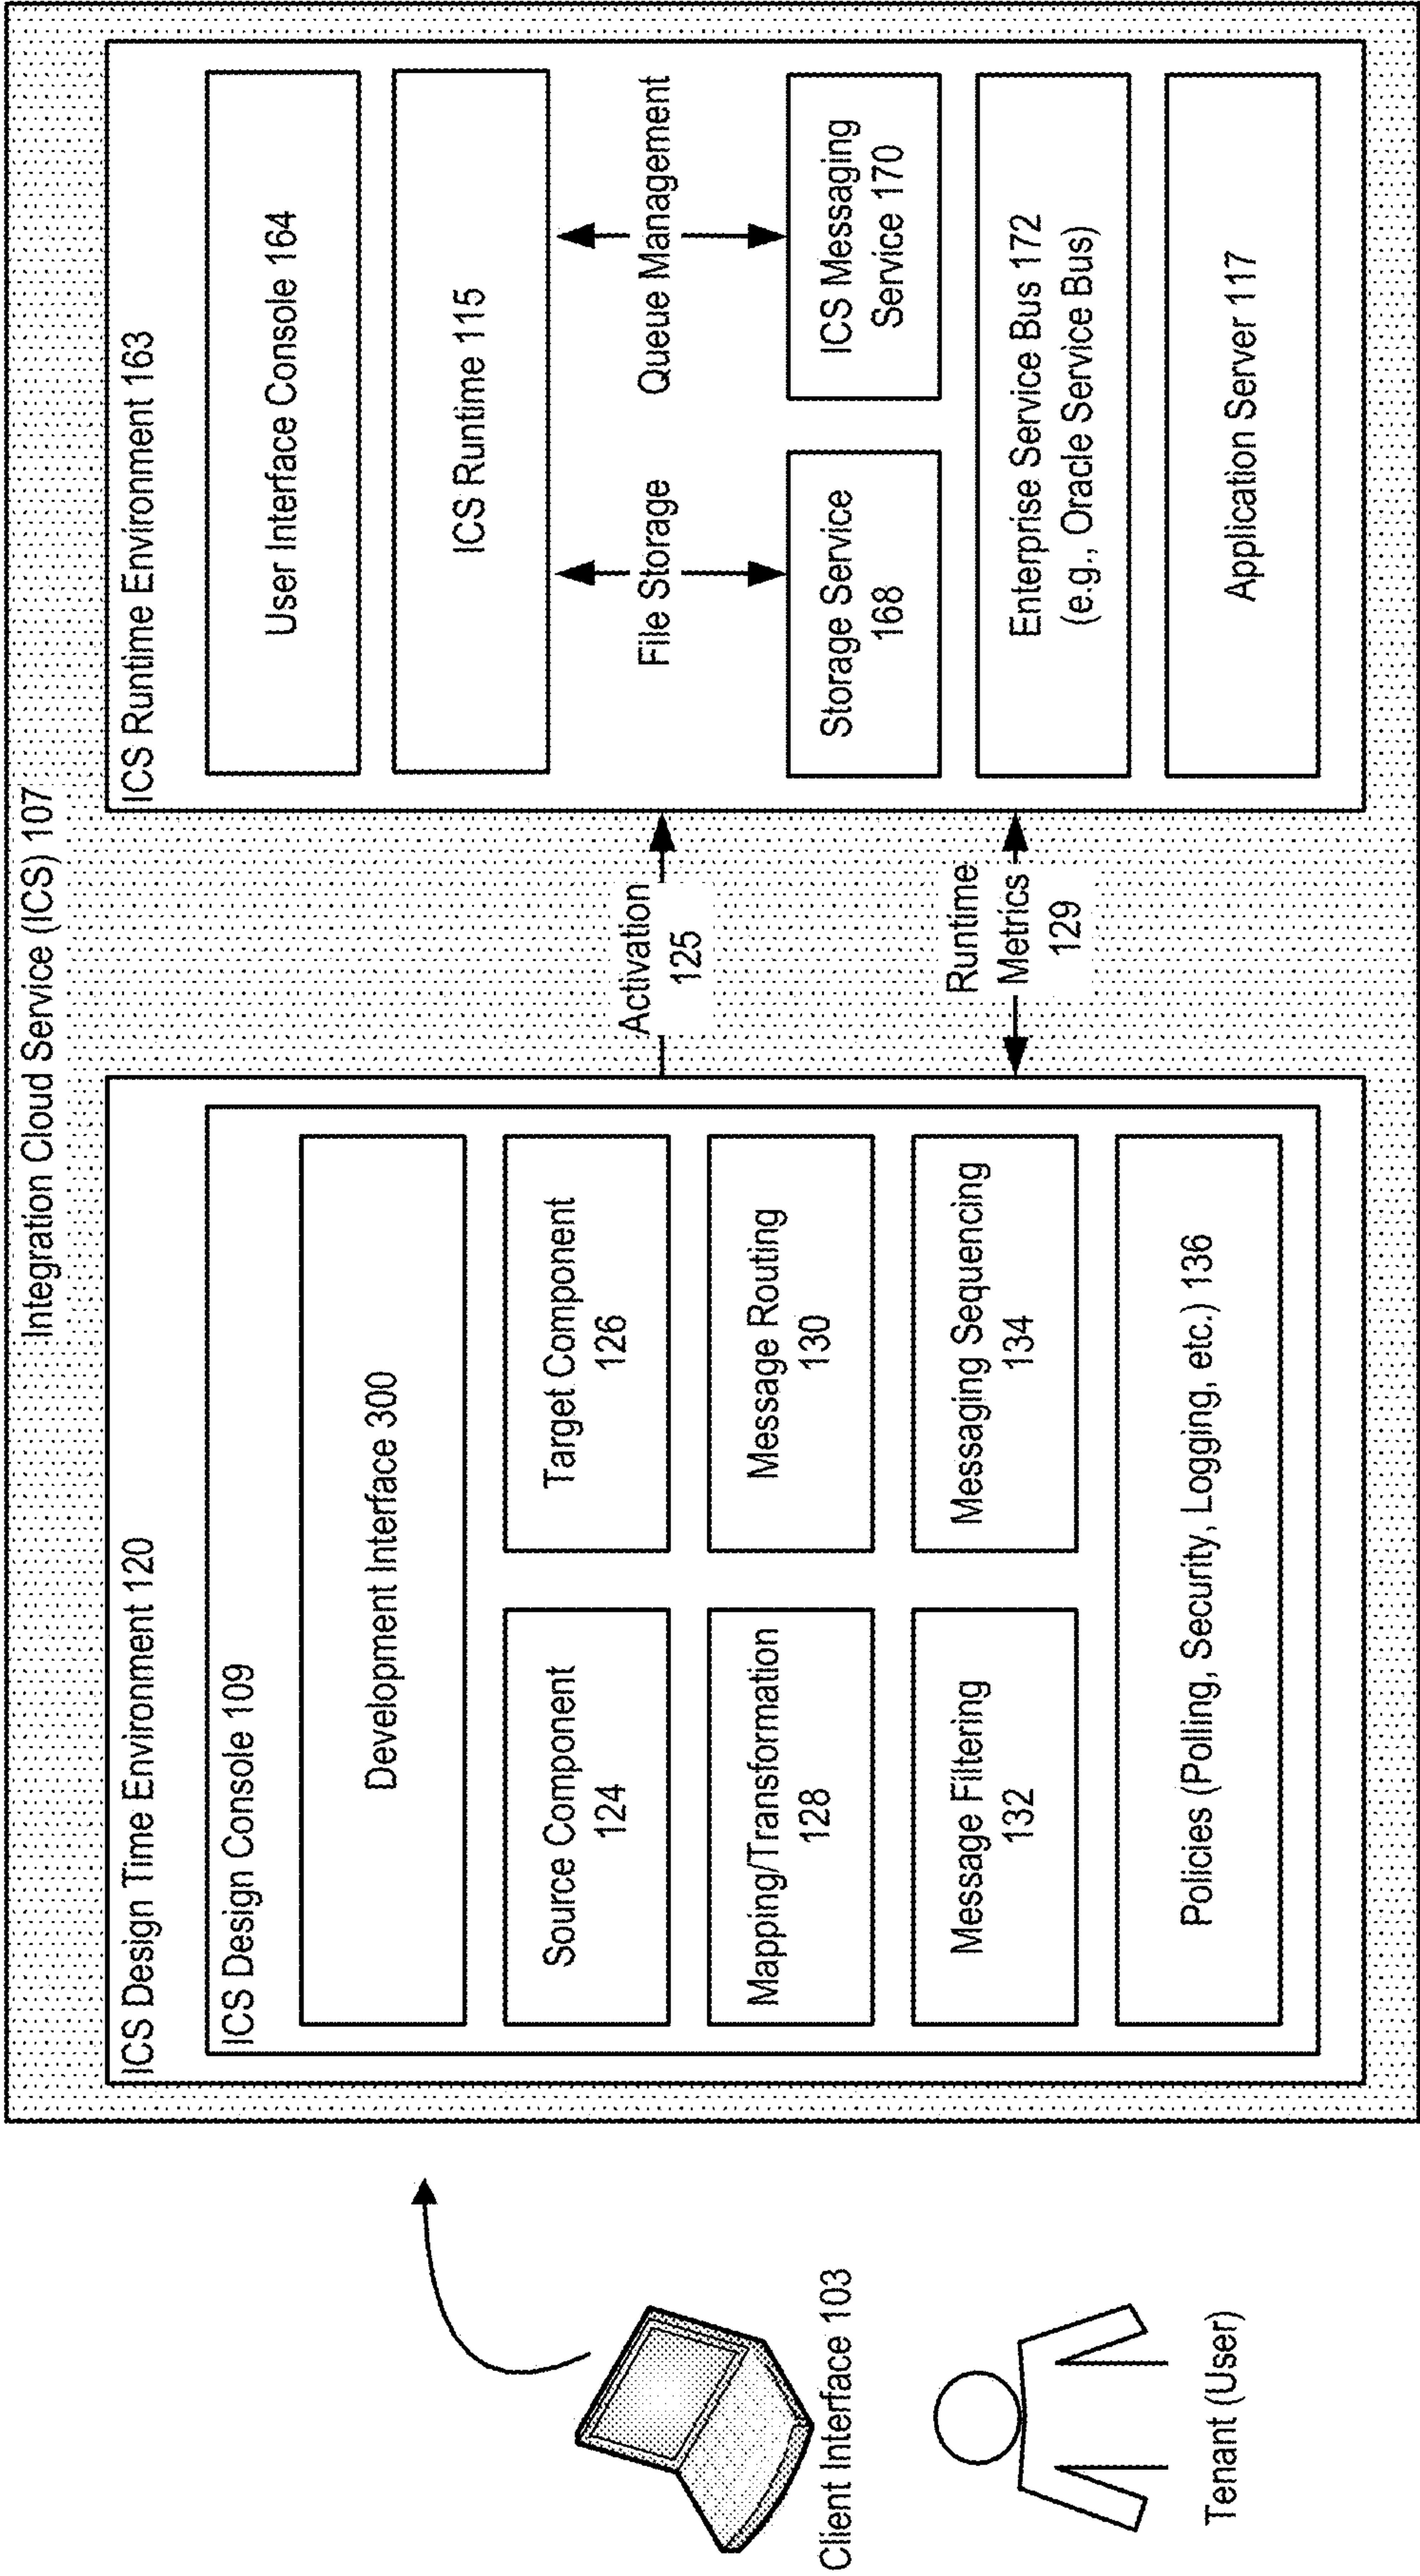 Integration Cloud Service (ICS) 107
ICS Design Time Environment 120
ICS Design Console 109
Development Interface 300
Source Component
124
Target Component
126
Mapping/Transformation
128
Message Routing
130
Message Filtering
132
Messaging Sequencing
134
Policies (Polling, Security, Logging, etc.) 136
Activation
125
Runtime
Metrics
129
ICS Runtime Environment 163
User Interface Console 164
ICS Runtime 115
File Storage
Queue Management
Storage Service
168
ICS Messaging
Service 170
Enterprise Service Bus 172
(e.g., Oracle Service Bus)
Application Server 117
Client Interface 103
Tenant (User)